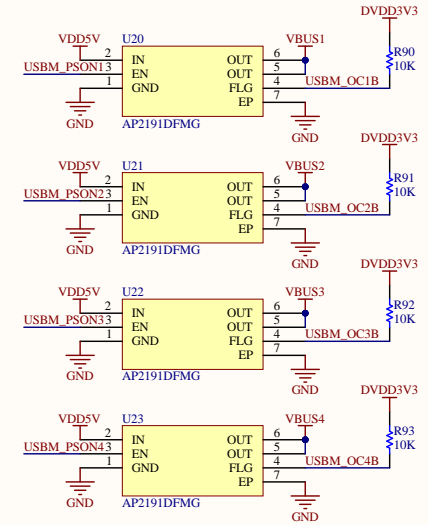 DVDD3V3
VDD5V U20 VBUS1
2 IN OUT 6 R90
USBM_PSON1 3 EN OUT 5 10K
1 GND FLG 4 USBM_OC1B
EP 7
GND AP2191DFMG GND
DVDD3V3
VDD5V U21 VBUS2
2 IN OUT 6 R91
USBM_PSON2 3 EN OUT 5 10K
1 GND FLG 4 USBM_OC2B
EP 7
GND AP2191DFMG GND
DVDD3V3
VDD5V U22 VBUS3
2 IN OUT 6 R92
USBM_PSON3 3 EN OUT 5 10K
1 GND FLG 4 USBM_OC3B
EP 7
GND AP2191DFMG GND
DVDD3V3
VDD5V U23 VBUS4
2 IN OUT 6 R93
USBM_PSON4 3 EN OUT 5 10K
1 GND FLG 4 USBM_OC4B
EP 7
GND AP2191DFMG GND